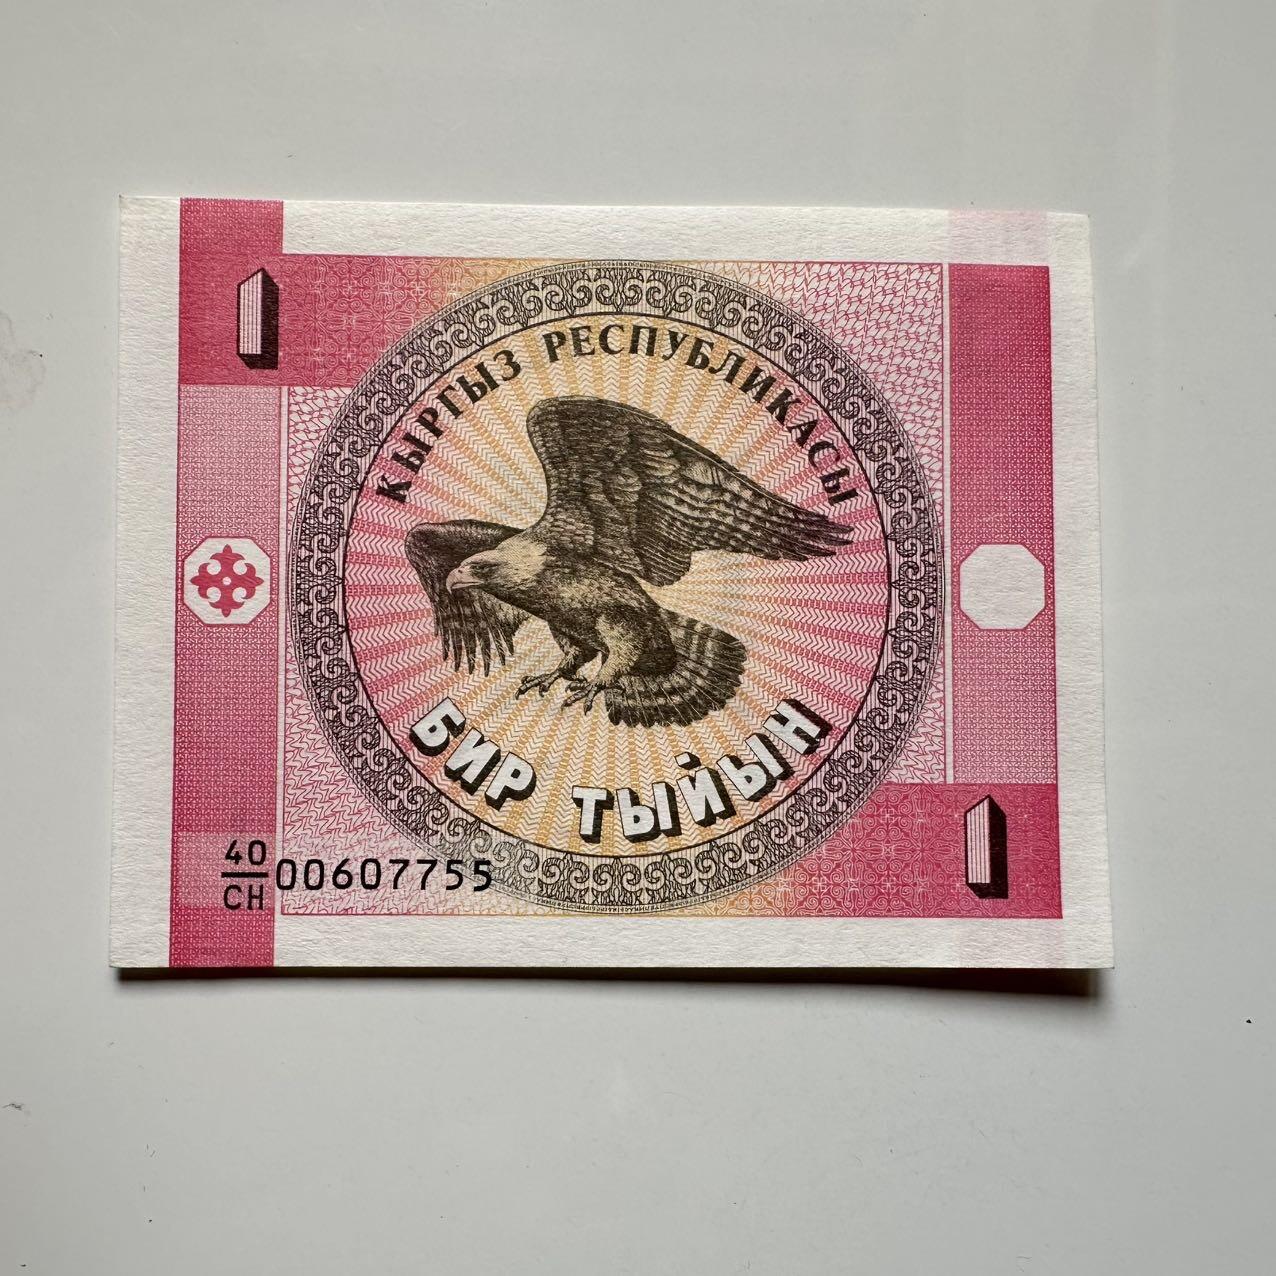 1
КЫРГЫЗ РЕСПУБЛИКАСЫ
БИР ТЫЙЫН
40
СН 00607755
1